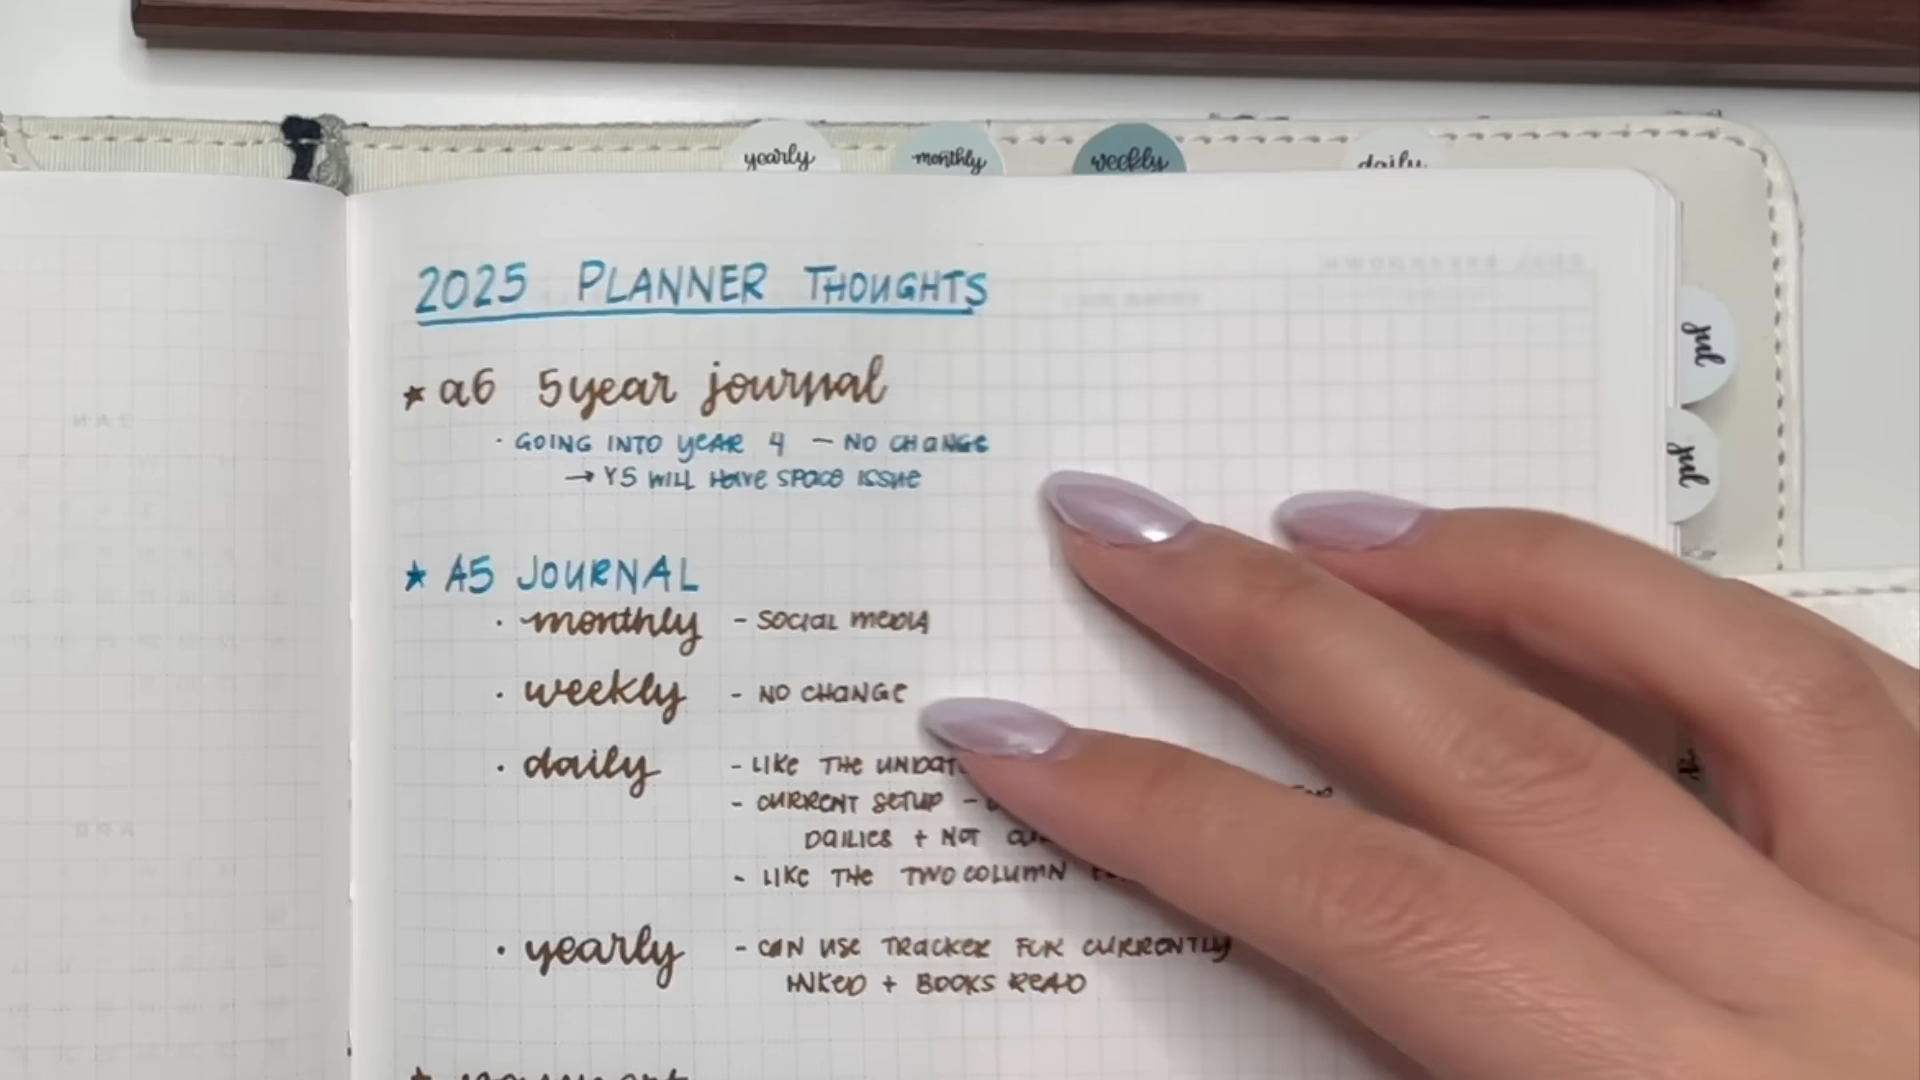 yearly monthly weekly daily
2025 PLANNER THOUGHTS
jul
★ a6 5year journal
· GOING INTO YEAR 4 — NO CHANGE
→ Y5 WILL HAVE SPACE ISSUE
jul
★ A5 JOURNAL
· monthly - SOCIAL MEDIA
· weekly - NO CHANGE
· daily - LIKE THE
- CURRENT SETUP -
DAILIES + NOT
- LIKE THE TWO COLUMN
· yearly - CAN USE TRACKER FOR CURRENTLY
INKED + BOOKS READ
JAN
APR